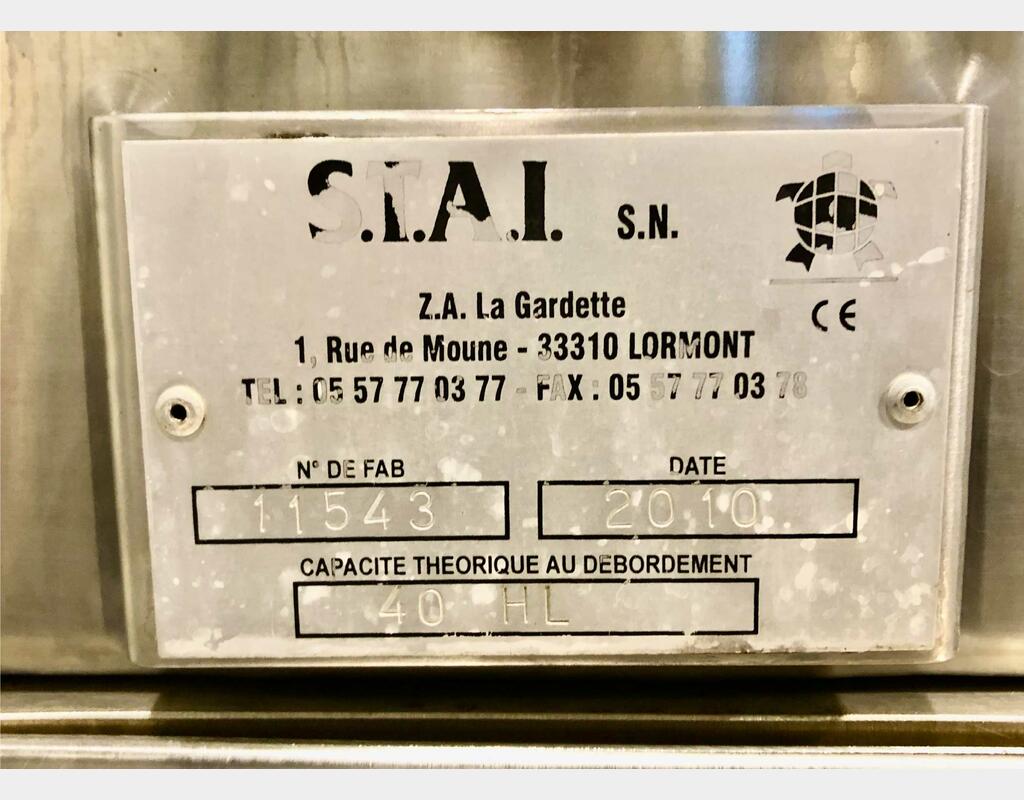 S.T.A.I. S.N.
CE
Z.A. La Gardette
1, Rue de Moune - 33310 LORMONT
TEL : 05 57 77 03 77 - FAX : 05 57 77 03 78
N° DE FAB
11543
DATE
2010
CAPACITE THEORIQUE AU DEBORDEMENT
40 HL